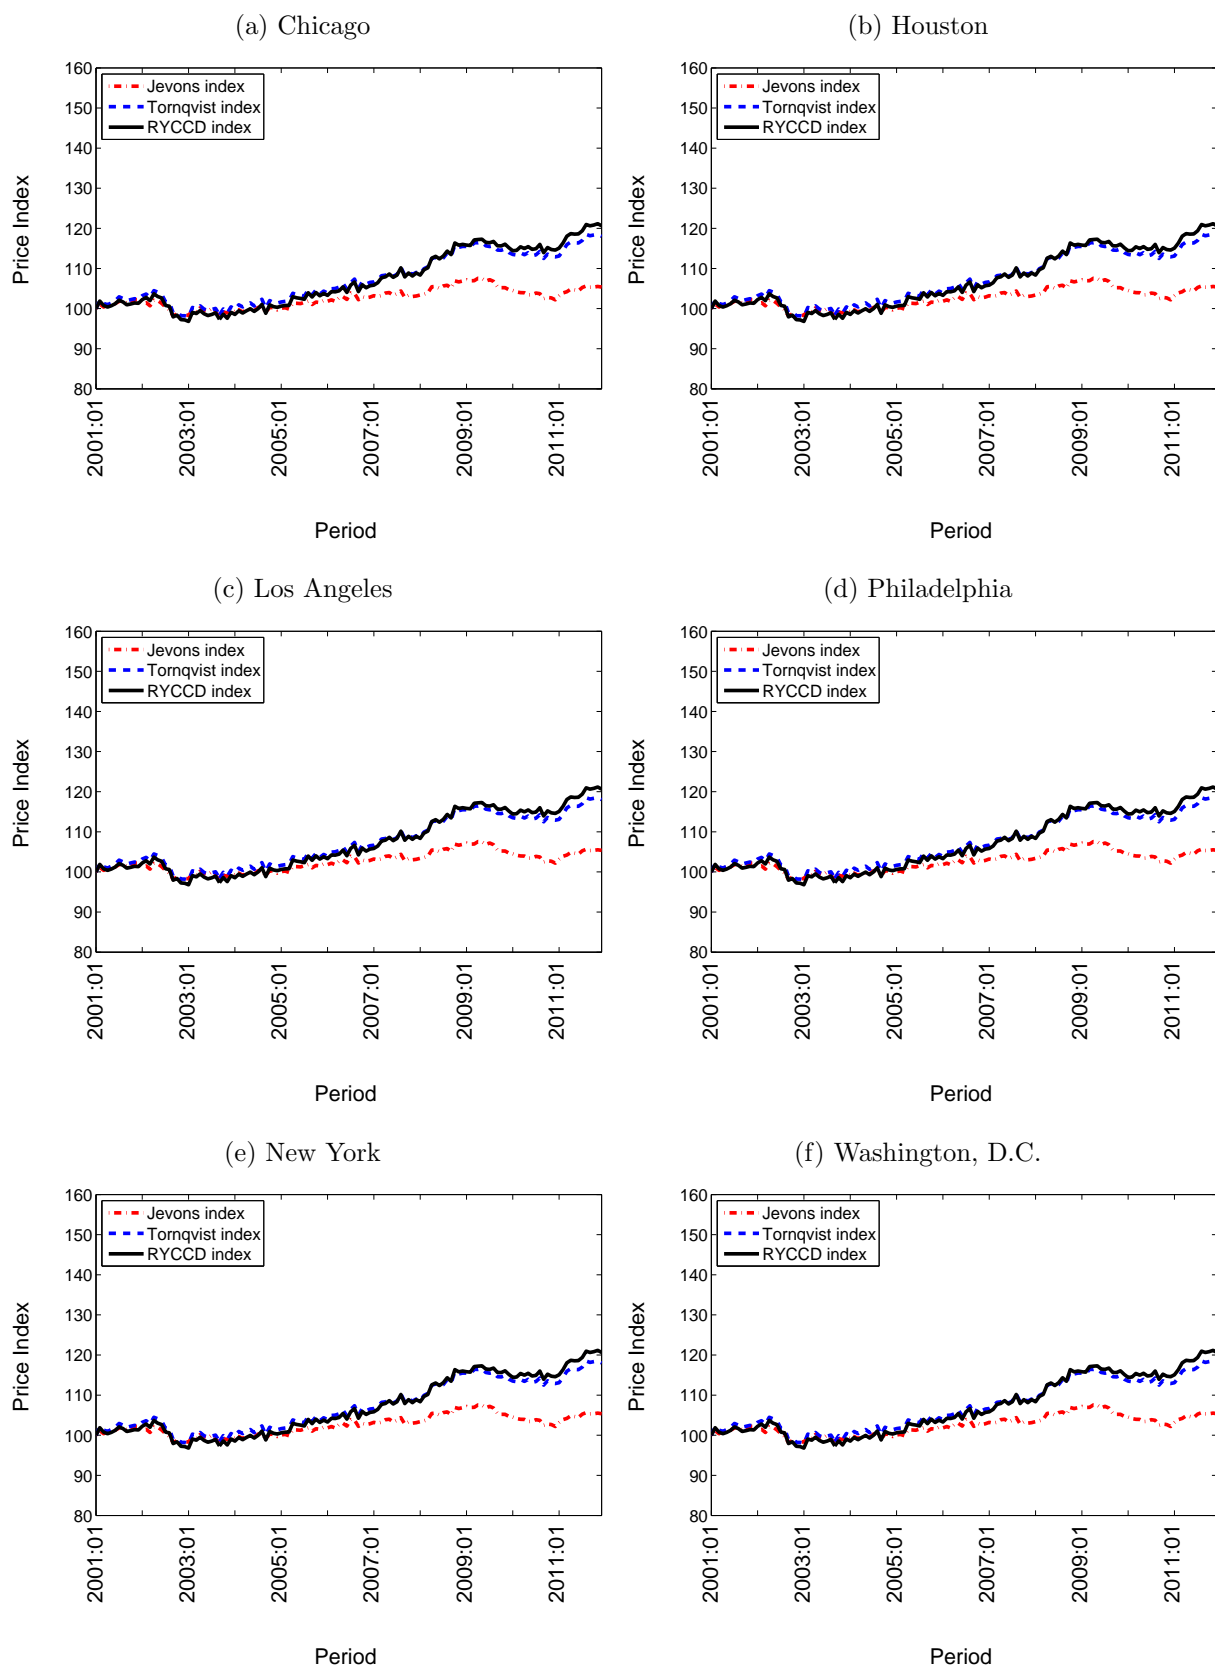 (a) Chicago
160
150
140
130
120
110
100
90
80
Price Index
Jevons index
Tornqvist index
RYCCD index
2001:01
2003:01
2005:01
2007:01
2009:01
2011:01
Period
(b) Houston
160
150
140
130
120
110
100
90
80
Price Index
Jevons index
Tornqvist index
RYCCD index
2001:01
2003:01
2005:01
2007:01
2009:01
2011:01
Period
(c) Los Angeles
160
150
140
130
120
110
100
90
80
Price Index
Jevons index
Tornqvist index
RYCCD index
2001:01
2003:01
2005:01
2007:01
2009:01
2011:01
Period
(d) Philadelphia
160
150
140
130
120
110
100
90
80
Price Index
Jevons index
Tornqvist index
RYCCD index
2001:01
2003:01
2005:01
2007:01
2009:01
2011:01
Period
(e) New York
160
150
140
130
120
110
100
90
80
Price Index
Jevons index
Tornqvist index
RYCCD index
2001:01
2003:01
2005:01
2007:01
2009:01
2011:01
Period
(f) Washington, D.C.
160
150
140
130
120
110
100
90
80
Price Index
Jevons index
Tornqvist index
RYCCD index
2001:01
2003:01
2005:01
2007:01
2009:01
2011:01
Period